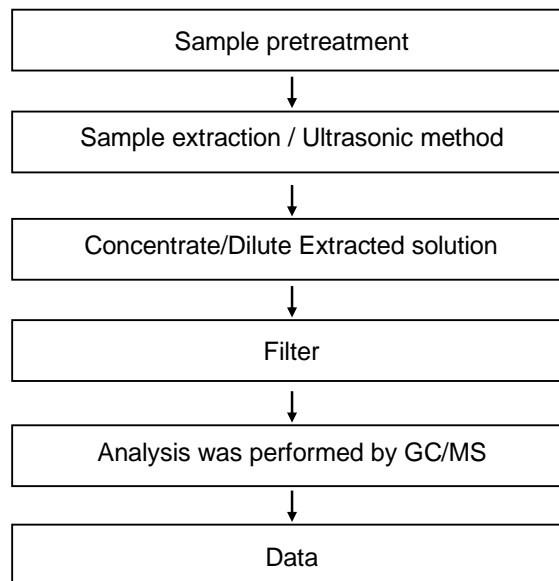 Sample pretreatment
Sample extraction / Ultrasonic method
Concentrate/Dilute Extracted solution
Filter
Analysis was performed by GC/MS
Data